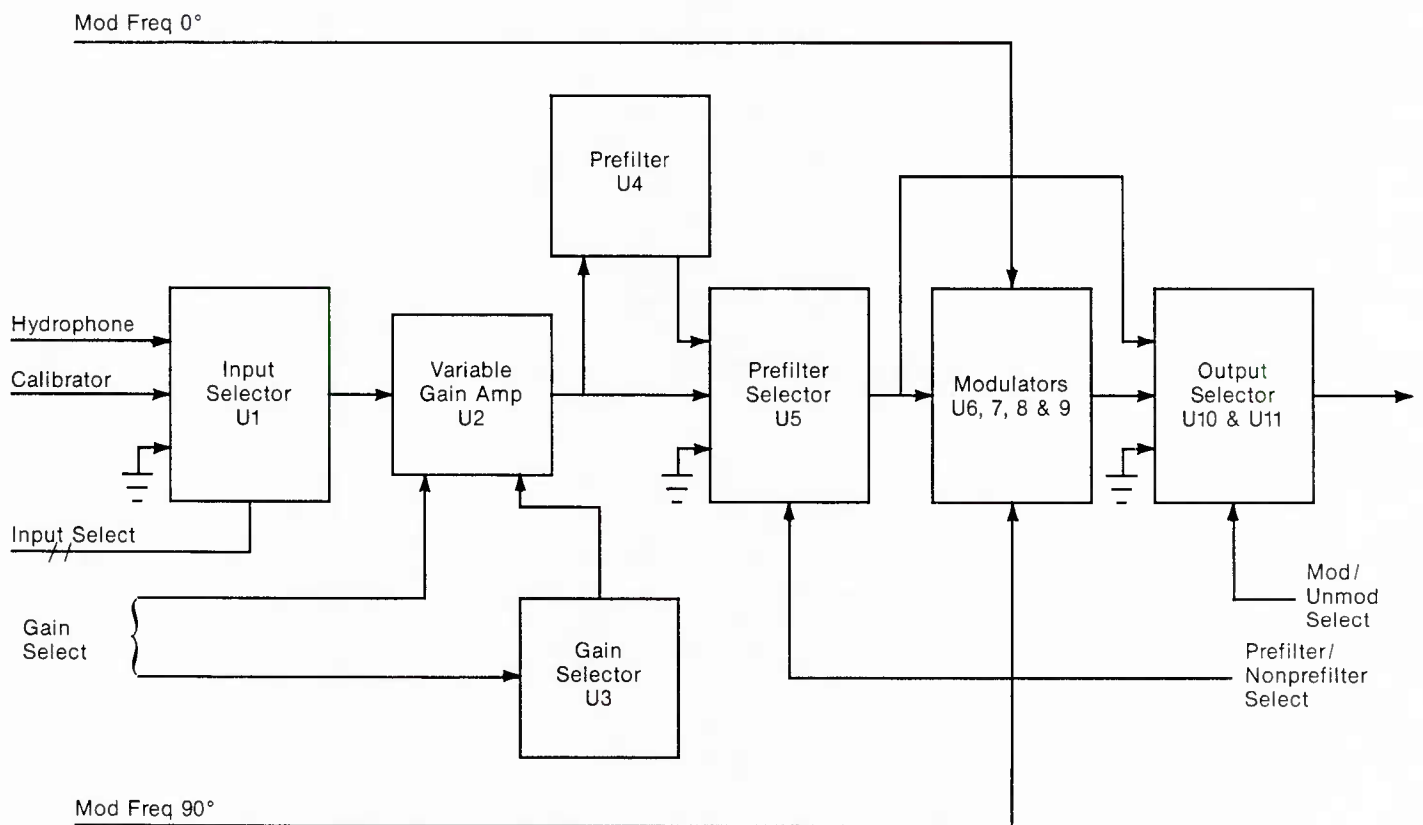 Mod Freq 0°
Prefilter
U4
Hydrophone
Calibrator
Input
Selector
U1
Variable
Gain Amp
U2
Prefilter
Selector
U5
Modulators
U6, 7, 8 & 9
Output
Selector
U10 & U11
Input Select
Gain
Select
Gain
Selector
U3
Mod/
Unmod
Select
Prefilter/
Nonprefilter
Select
Mod Freq 90°